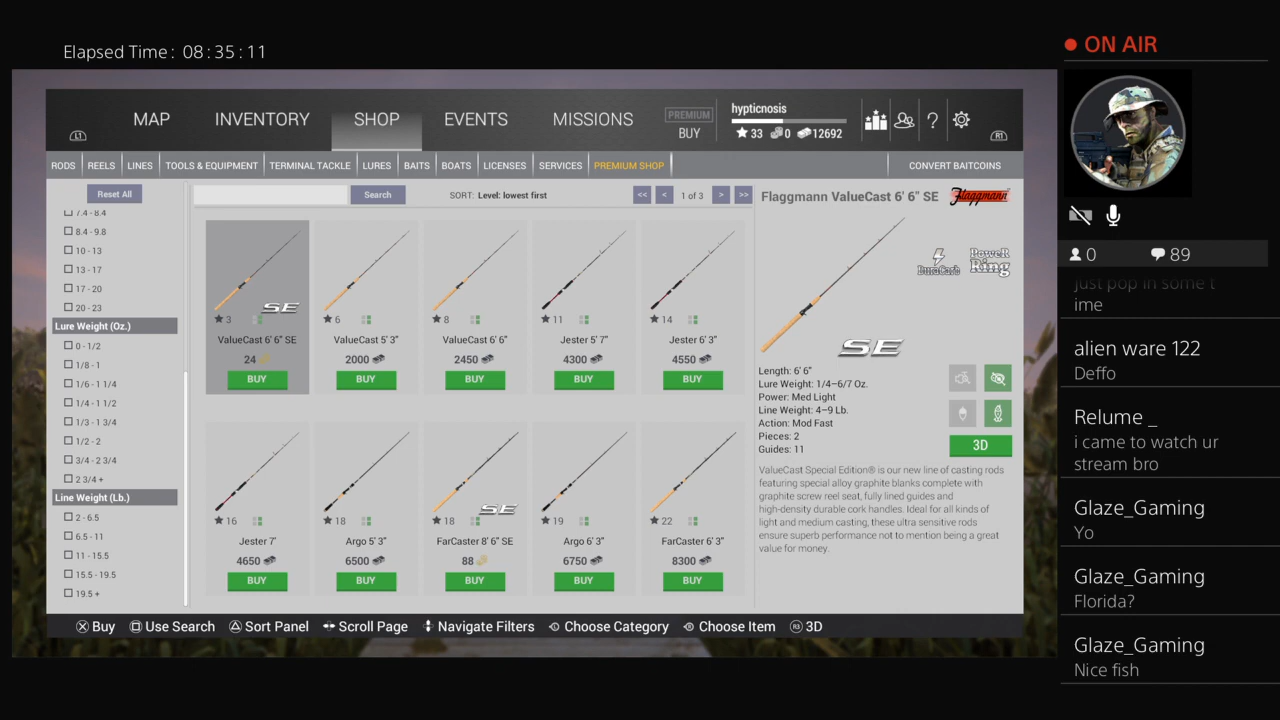 Elapsed Time: 08:35:11
ON AIR
MAP
INVENTORY
SHOP
EVENTS
MISSIONS
PREMIUM
BUY
hypticnosis
33 0 12692
?
L1
R1
RODS
REELS
LINES
TOOLS & EQUIPMENT
TERMINAL TACKLE
LURES
BAITS
BOATS
LICENSES
SERVICES
PREMIUM SHOP
CONVERT BAITCOINS
Reset All
Search
SORT: Level: lowest first
<<
<
1 of 3
>
>>
7.4 - 8.4
8.4 - 9.8
10 - 13
13 - 17
17 - 20
20 - 23
Lure Weight (Oz.)
0 - 1/2
1/8 - 1
1/6 - 1 1/4
1/4 - 1 1/2
1/3 - 1 3/4
1/2 - 2
3/4 - 2 3/4
2 3/4 +
Line Weight (Lb.)
2 - 6.5
6.5 - 11
11 - 15.5
15.5 - 19.5
19.5 +
SE
3
ValueCast 6' 6" SE
24
BUY
6
ValueCast 5' 3"
2000
BUY
8
ValueCast 6' 6"
2450
BUY
11
Jester 5' 7"
4300
BUY
14
Jester 6' 3"
4550
BUY
16
Jester 7'
4650
BUY
18
Argo 5' 3"
6500
BUY
SE
18
FarCaster 8' 6" SE
88
BUY
19
Argo 6' 3"
6750
BUY
22
FarCaster 6' 3"
8300
BUY
Flaggmann ValueCast 6' 6" SE
Flaggmann
DuraCarb
PoweR Ring
SE
Length: 6' 6"
Lure Weight: 1/4–6/7 Oz.
Power: Med Light
Line Weight: 4–9 Lb.
Action: Mod Fast
Pieces: 2
Guides: 11
3D
ValueCast Special Edition® is our new line of casting rods
featuring special alloy graphite blanks complete with
graphite screw reel seat, fully lined guides and
high-density durable cork handles. Ideal for all kinds of
light and medium casting, these ultra sensitive rods
ensure superb performance not to mention being a great
value for money.
Buy
Use Search
Sort Panel
Scroll Page
Navigate Filters
Choose Category
Choose Item
R3 3D
0 89
just pop in some t
ime
alien ware 122
Deffo
Relume _
i came to watch ur
stream bro
Glaze_Gaming
Yo
Glaze_Gaming
Florida?
Glaze_Gaming
Nice fish